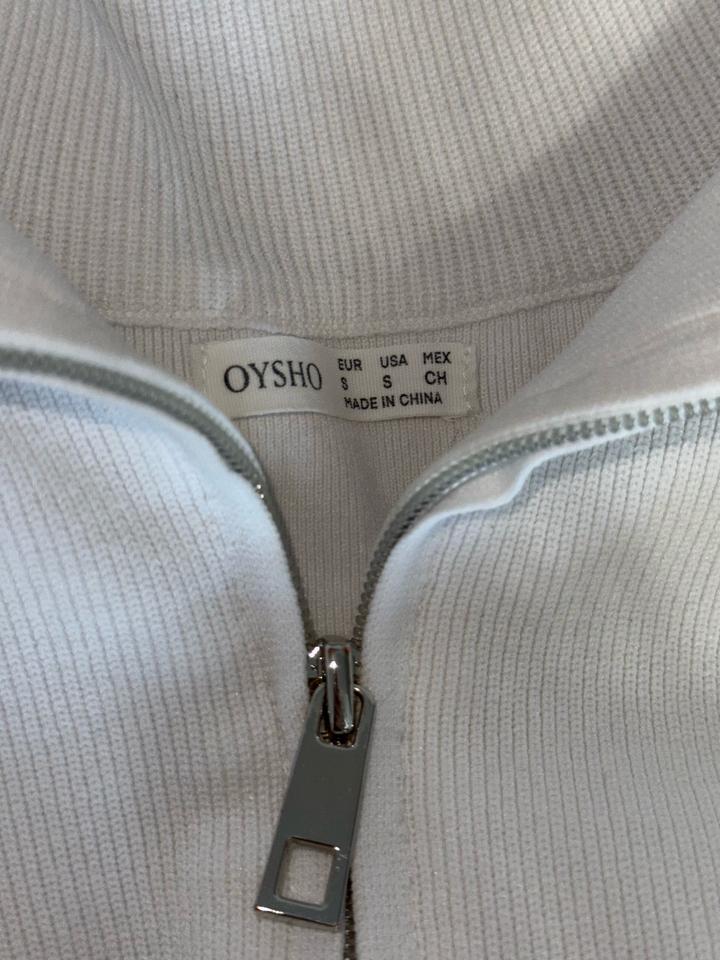 OYSHO
EUR USA MEX
S S CH
MADE IN CHINA